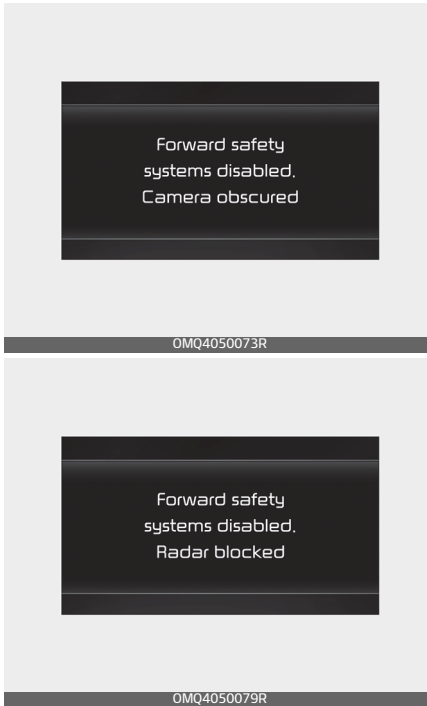 Forward safety
systems disabled.
Camera obscured
OMQ4050073R
Forward safety
systems disabled.
Radar blocked
OMQ4050079R